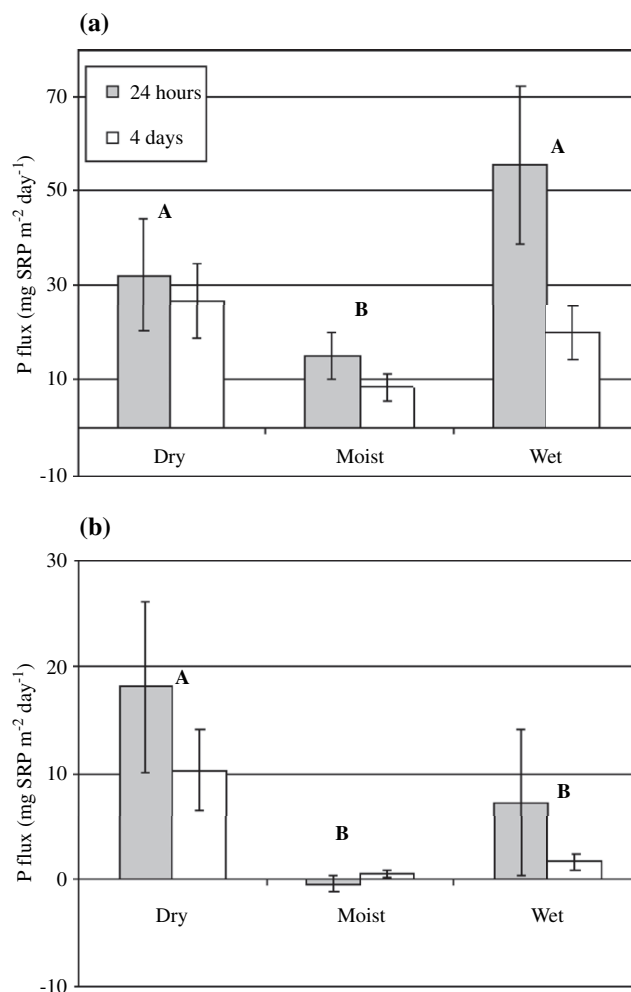 (a)
70
50
30
10
-10
P flux (mg SRP m-2 day-1)
24 hours
4 days
A
B
A
Dry Moist Wet
(b)
30
20
10
0
-10
P flux (mg SRP m-2 day-1)
A
B
B
Dry Moist Wet